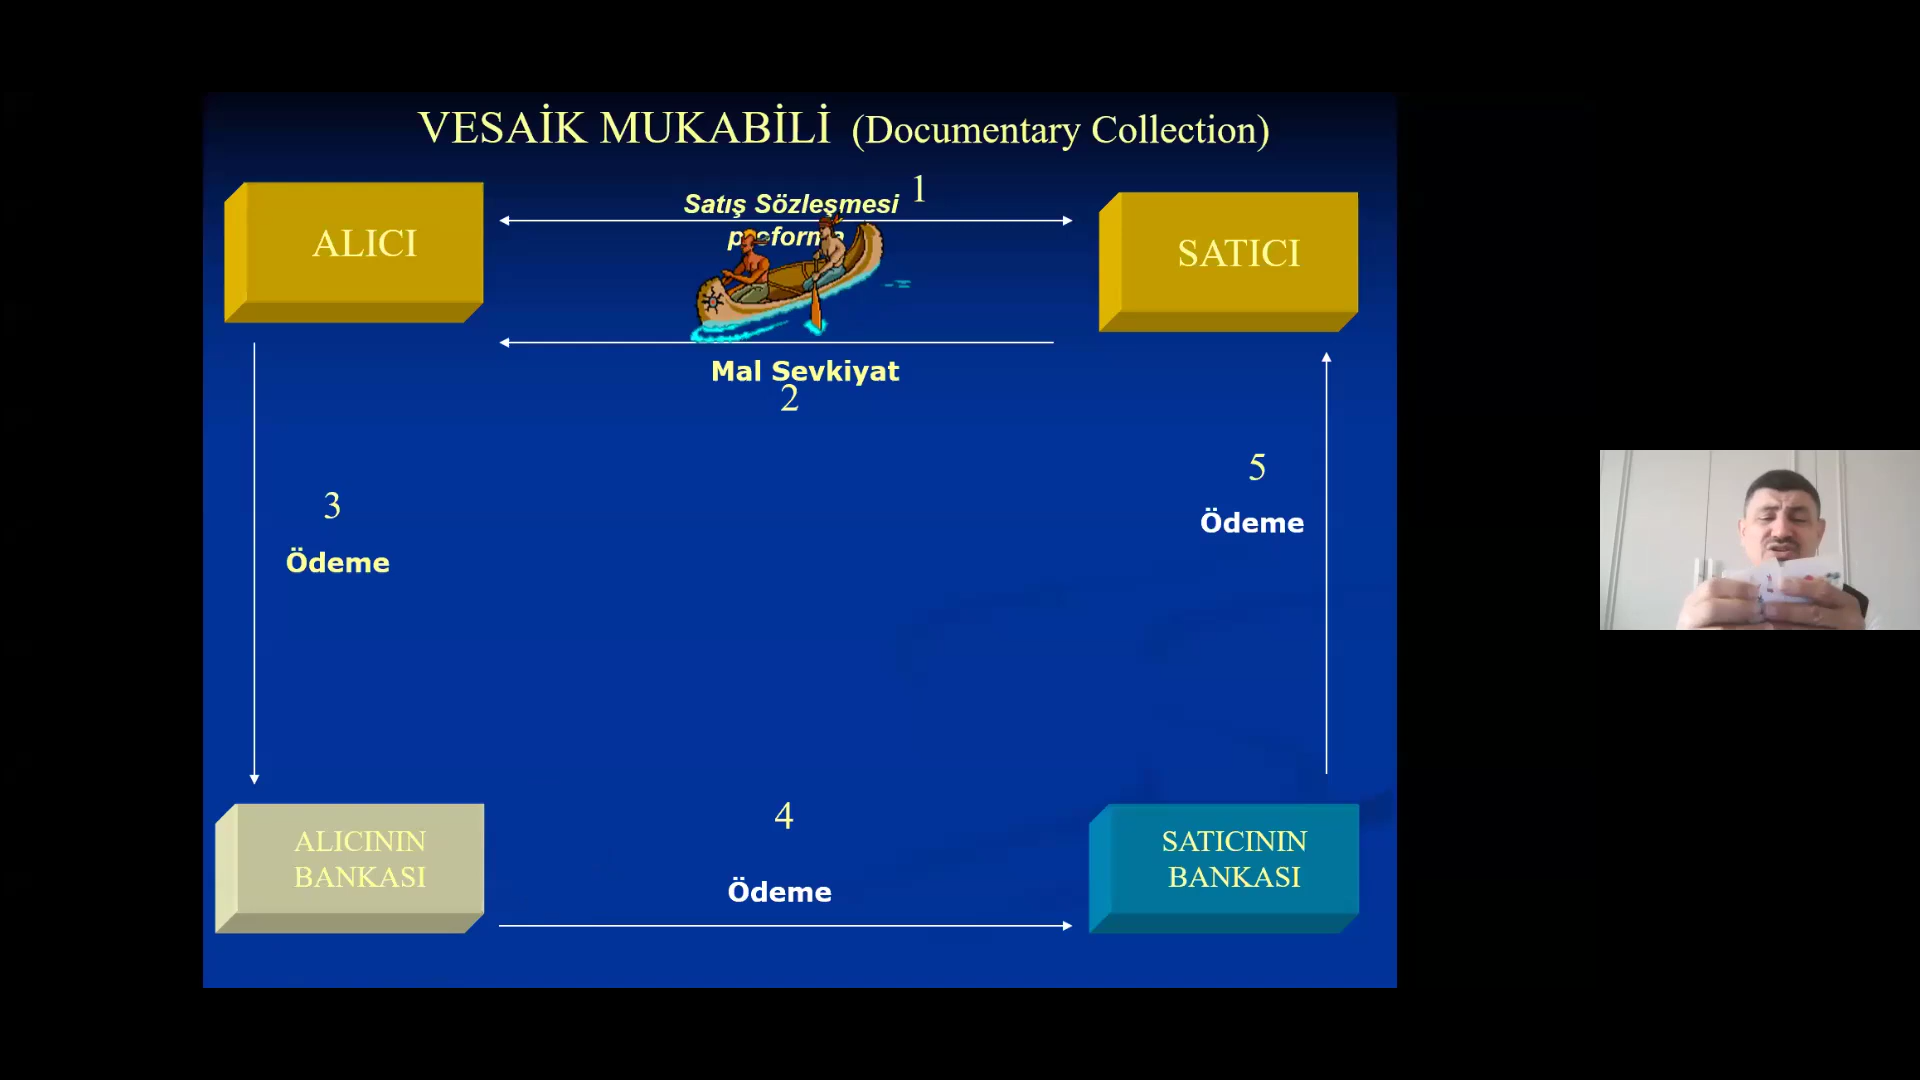 VESAİK MUKABİLİ (Documentary Collection)
1
Satış Sözleşmesi
proforma
ALICI
SATICI
Mal Sevkiyat
2
3
Ödeme
5
Ödeme
4
Ödeme
ALICININ
BANKASI
SATICININ
BANKASI